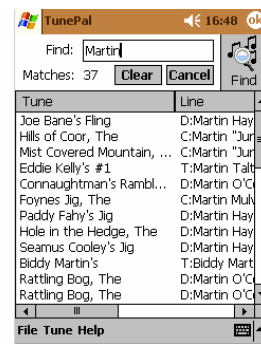 TunePal 16:48 ok
Find: Martin
Matches: 37 Clear Cancel Find
Tune Line
Joe Bane's Fling D:Martin Hay
Hills of Coor, The C:Martin "Jur
Mist Covered Mountain, ... C:Martin "Jur
Eddie Kelly's #1 T:Martin Talt
Connaughtman's Rambl... D:Martin O'C
Foynes Jig, The C:Martin Mulv
Paddy Fahy's Jig D:Martin Hay
Hole in the Hedge, The D:Martin Hay
Seamus Cooley's Jig D:Martin Hay
Biddy Martin's T:Biddy Mart
Rattling Bog, The D:Martin O'C
Rattling Bog, The D:Martin O'C
File Tune Help